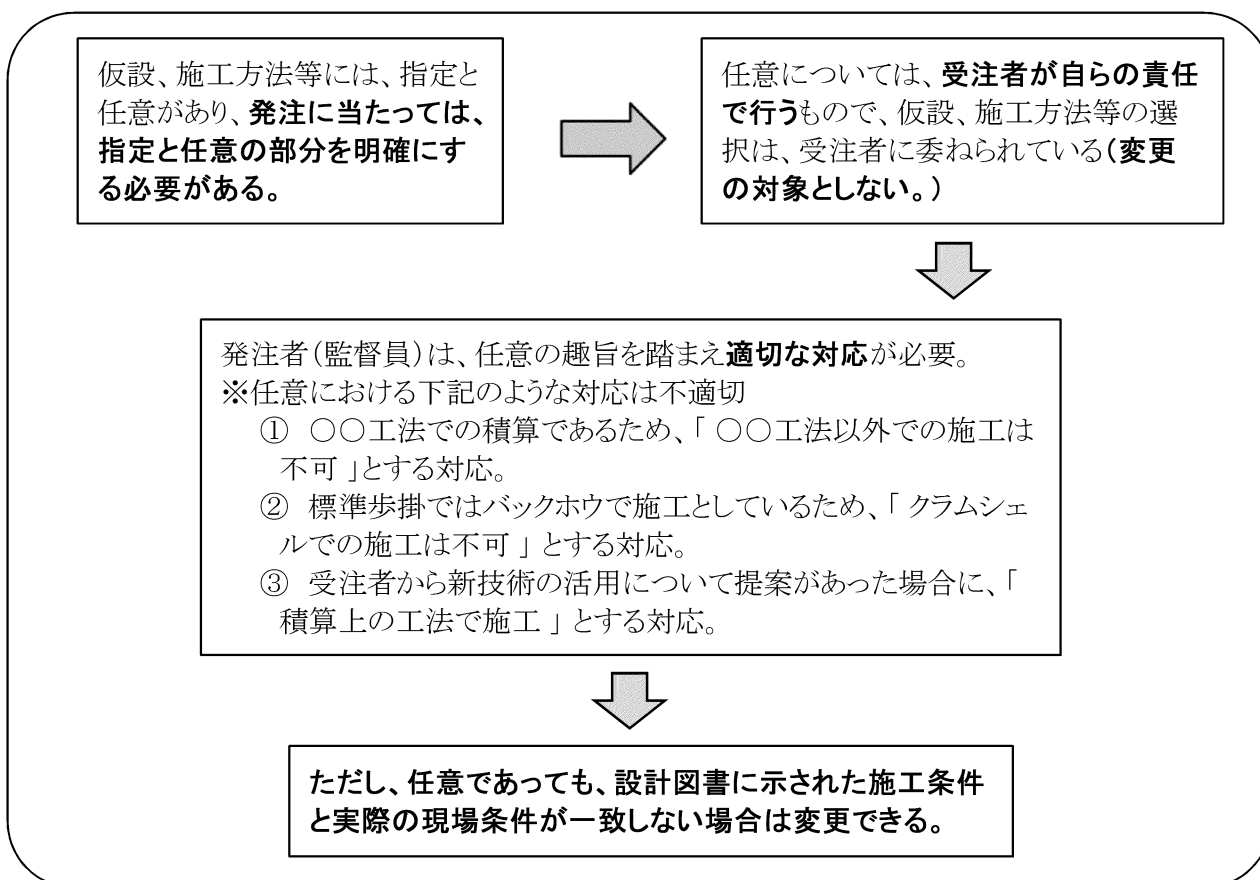 仮設、施工方法等には、指定と
任意があり、発注に当たっては、
指定と任意の部分を明確にす
る必要がある。
任意については、受注者が自らの責任
で行うもので、仮設、施工方法等の選
択は、受注者に委ねられている(変更
の対象としない。)
発注者(監督員)は、任意の趣旨を踏まえ適切な対応が必要。
※任意における下記のような対応は不適切
① ○○工法での積算であるため、「 ○○工法以外での施工は
不可 」とする対応。
② 標準歩掛ではバックホウで施工としているため、「 クラムシェ
ルでの施工は不可 」 とする対応。
③ 受注者から新技術の活用について提案があった場合に、「
積算上の工法で施工 」 とする対応。
ただし、任意であっても、設計図書に示された施工条件
と実際の現場条件が一致しない場合は変更できる。